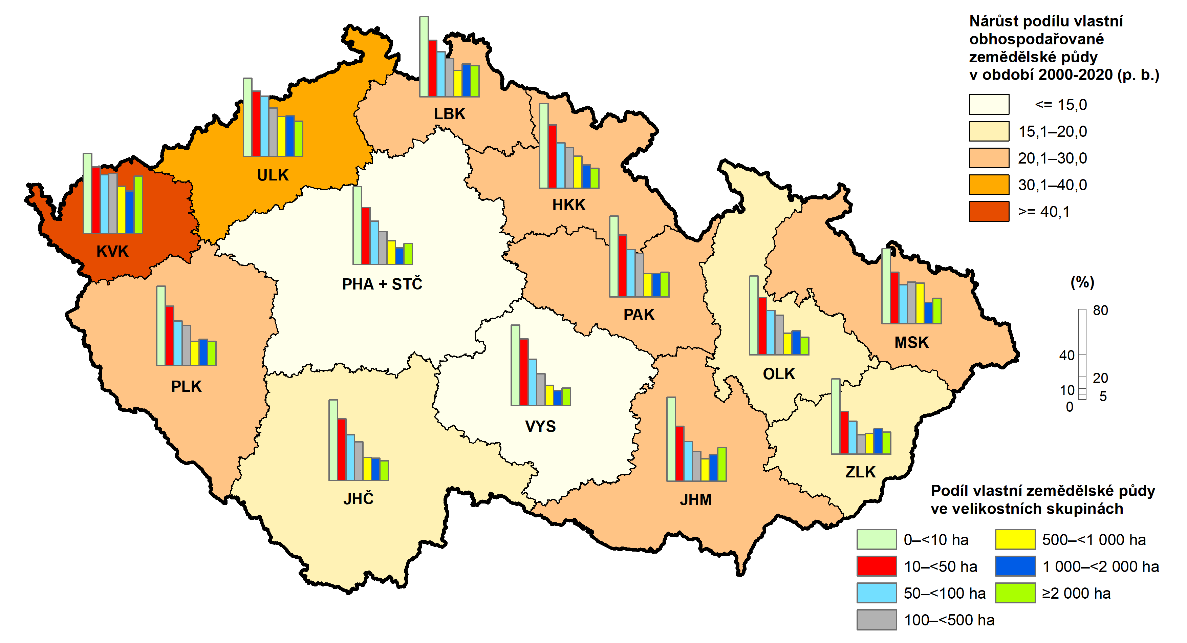 Nárůst podílu vlastní
obhospodařované
zemědělské půdy
v období 2000-2020 (p. b.)
<= 15,0
15,1–20,0
20,1–30,0
30,1–40,0
>= 40,1
LBK
ULK
HKK
KVK
PHA + STČ
PAK
MSK
OLK
PLK
VYS
ZLK
JHČ
JHM
(%)
80
40
20
10
5
0
Podíl vlastní zemědělské půdy
ve velikostních skupinách
0–<10 ha
500–<1 000 ha
10–<50 ha
1 000–<2 000 ha
50–<100 ha
≥2 000 ha
100–<500 ha